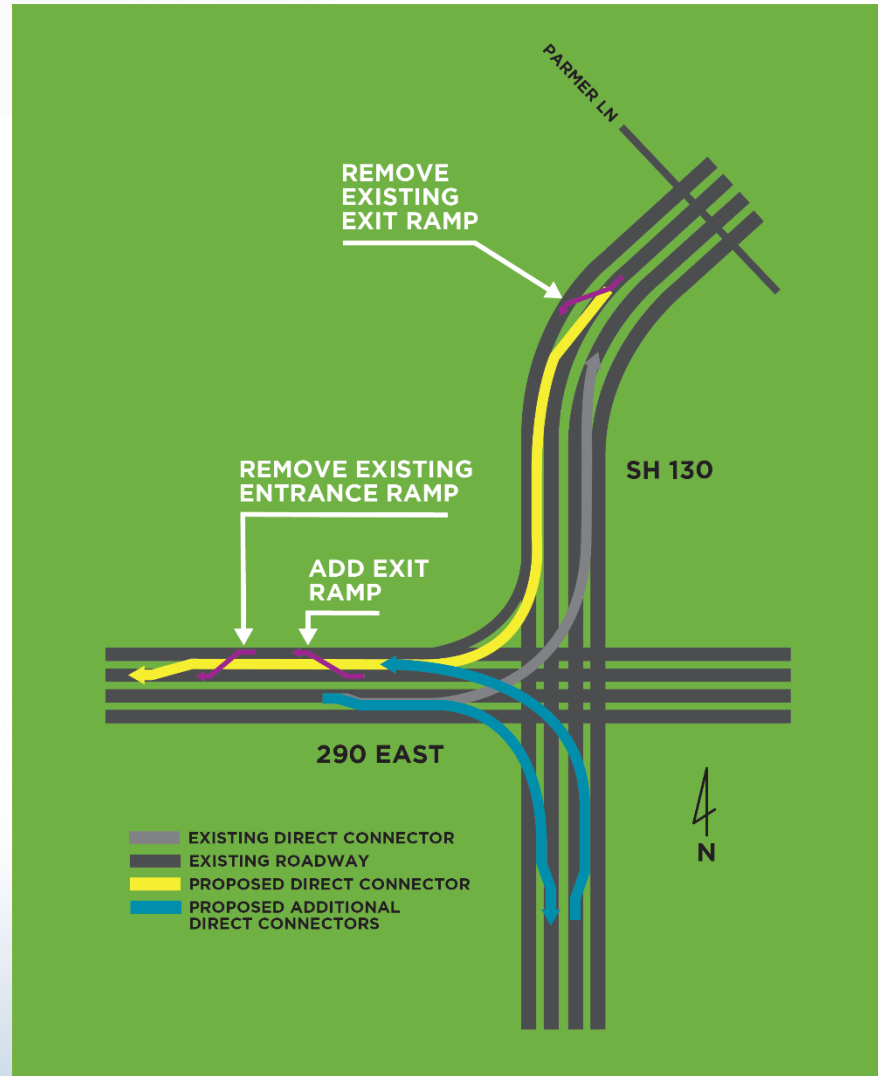 PARMER LN
REMOVE
EXISTING
EXIT RAMP
SH 130
REMOVE EXISTING
ENTRANCE RAMP
ADD EXIT
RAMP
290 EAST
EXISTING DIRECT CONNECTOR
EXISTING ROADWAY
PROPOSED DIRECT CONNECTOR
PROPOSED ADDITIONAL
DIRECT CONNECTORS
N